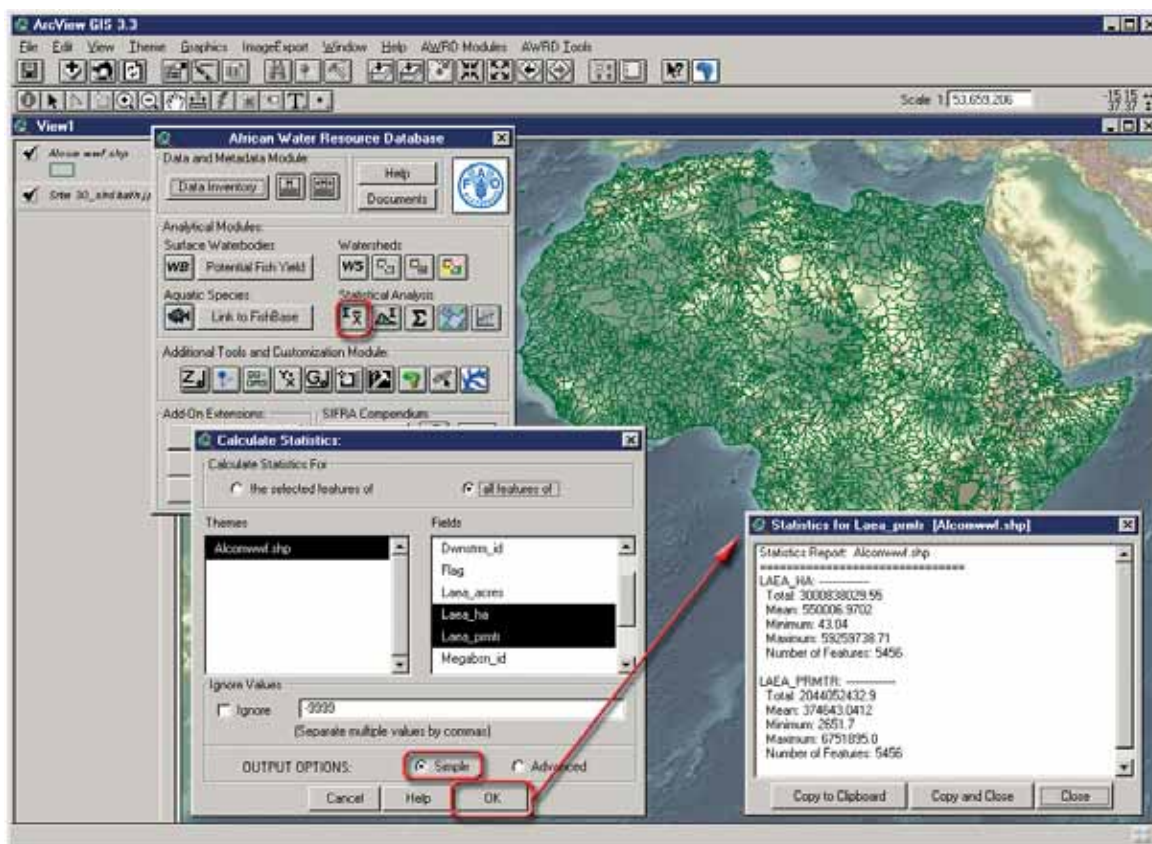 ArcView GIS 3.3
File Edit View Theme Graphics ImageExport Window Help AWRD Modules AWRD Tools
Scale 1: 53,659,206
View1
African Water Resource Database
Data and Metadata Module:
Data Inventory
Help
Documents
Analytical Modules:
Surface Waterbodies
Watersheds
WB
Potential Fish Yield
WS
Aquatic Species
Statistical Analysis
Link to FishBase
Σ
Additional Tools and Customization Module:
Add-On Extensions:
SIFRA Compendium
Calculate Statistics:
Calculate Statistics For
the selected features of
all features of
Themes
Fields
Alcomwwf.shp
Dwnstrm_id
Flag
Laea_acres
Laea_ha
Laea_prmtr
Megabsn_id
Ignore Values
Ignore
-9999
(Separate multiple values by commas)
OUTPUT OPTIONS:
Simple
Advanced
Cancel
Help
OK
Statistics for Laea_prmtr [Alcomwwf.shp]
Statistics Report: Alcomwwf.shp
LAEA_HA: -------------
Total: 3000838029.55
Mean: 550006.9702
Minimum: 43.04
Maximum: 59259738.71
Number of Features: 5456
LAEA_PRMTR: -------------
Total: 2044052432.9
Mean: 374643.0412
Minimum: 2651.7
Maximum: 6751895.0
Number of Features: 5456
Copy to Clipboard
Copy and Close
Close